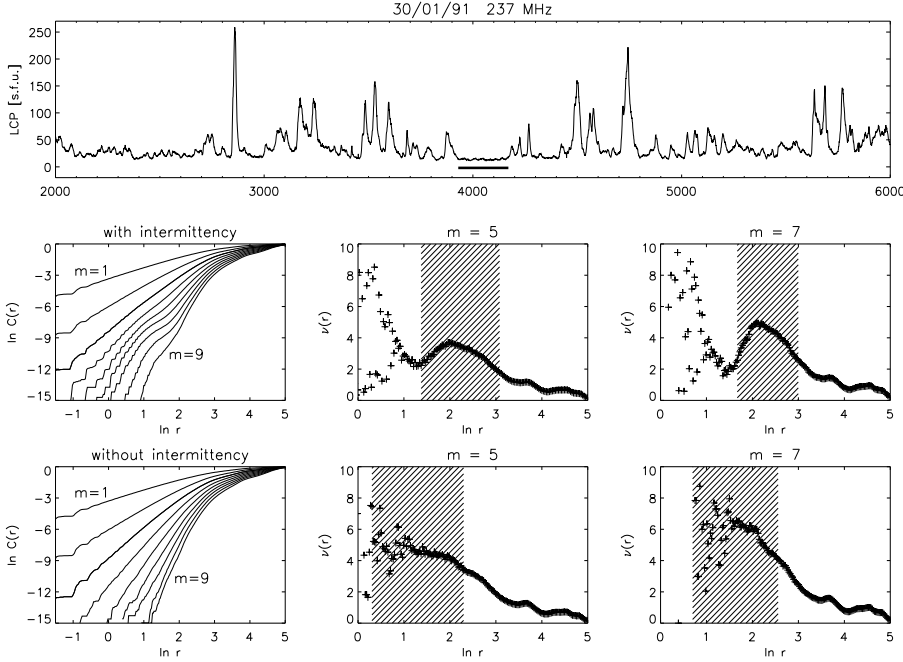 30/01/91 237 MHz
LCP [s.f.u.]
250
200
150
100
50
0
2000 3000 4000 5000 6000
with intermittency
ln C(r)
0
-3
-6
-9
-12
-15
m=1
m=9
-1 0 1 2 3 4 5
ln r
m = 5
ν(r)
10
8
6
4
2
0
0 1 2 3 4 5
ln r
m = 7
ν(r)
10
8
6
4
2
0
0 1 2 3 4 5
ln r
without intermittency
ln C(r)
0
-3
-6
-9
-12
-15
m=1
m=9
-1 0 1 2 3 4 5
ln r
m = 5
ν(r)
10
8
6
4
2
0
0 1 2 3 4 5
ln r
m = 7
ν(r)
10
8
6
4
2
0
0 1 2 3 4 5
ln r